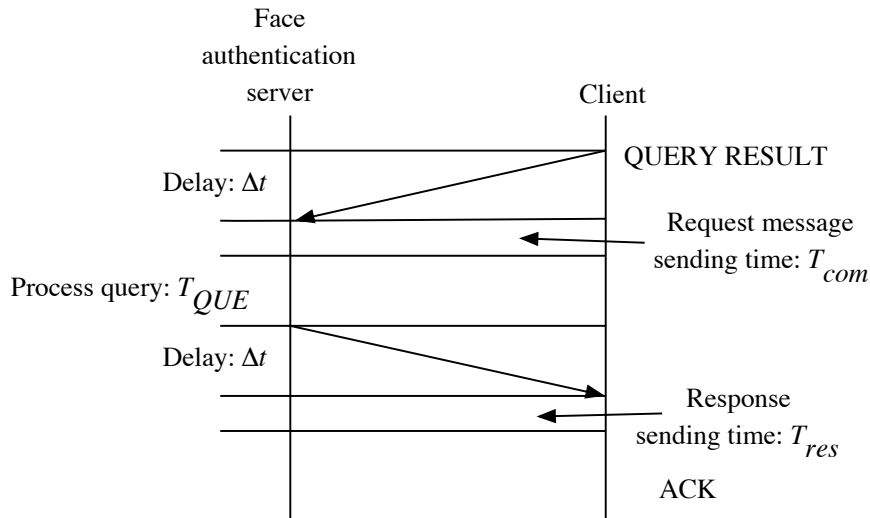 Face
authentication
server
Client
QUERY RESULT
Delay: Δt
Request message
sending time: T_com
Process query: T_QUE
Delay: Δt
Response
sending time: T_res
ACK